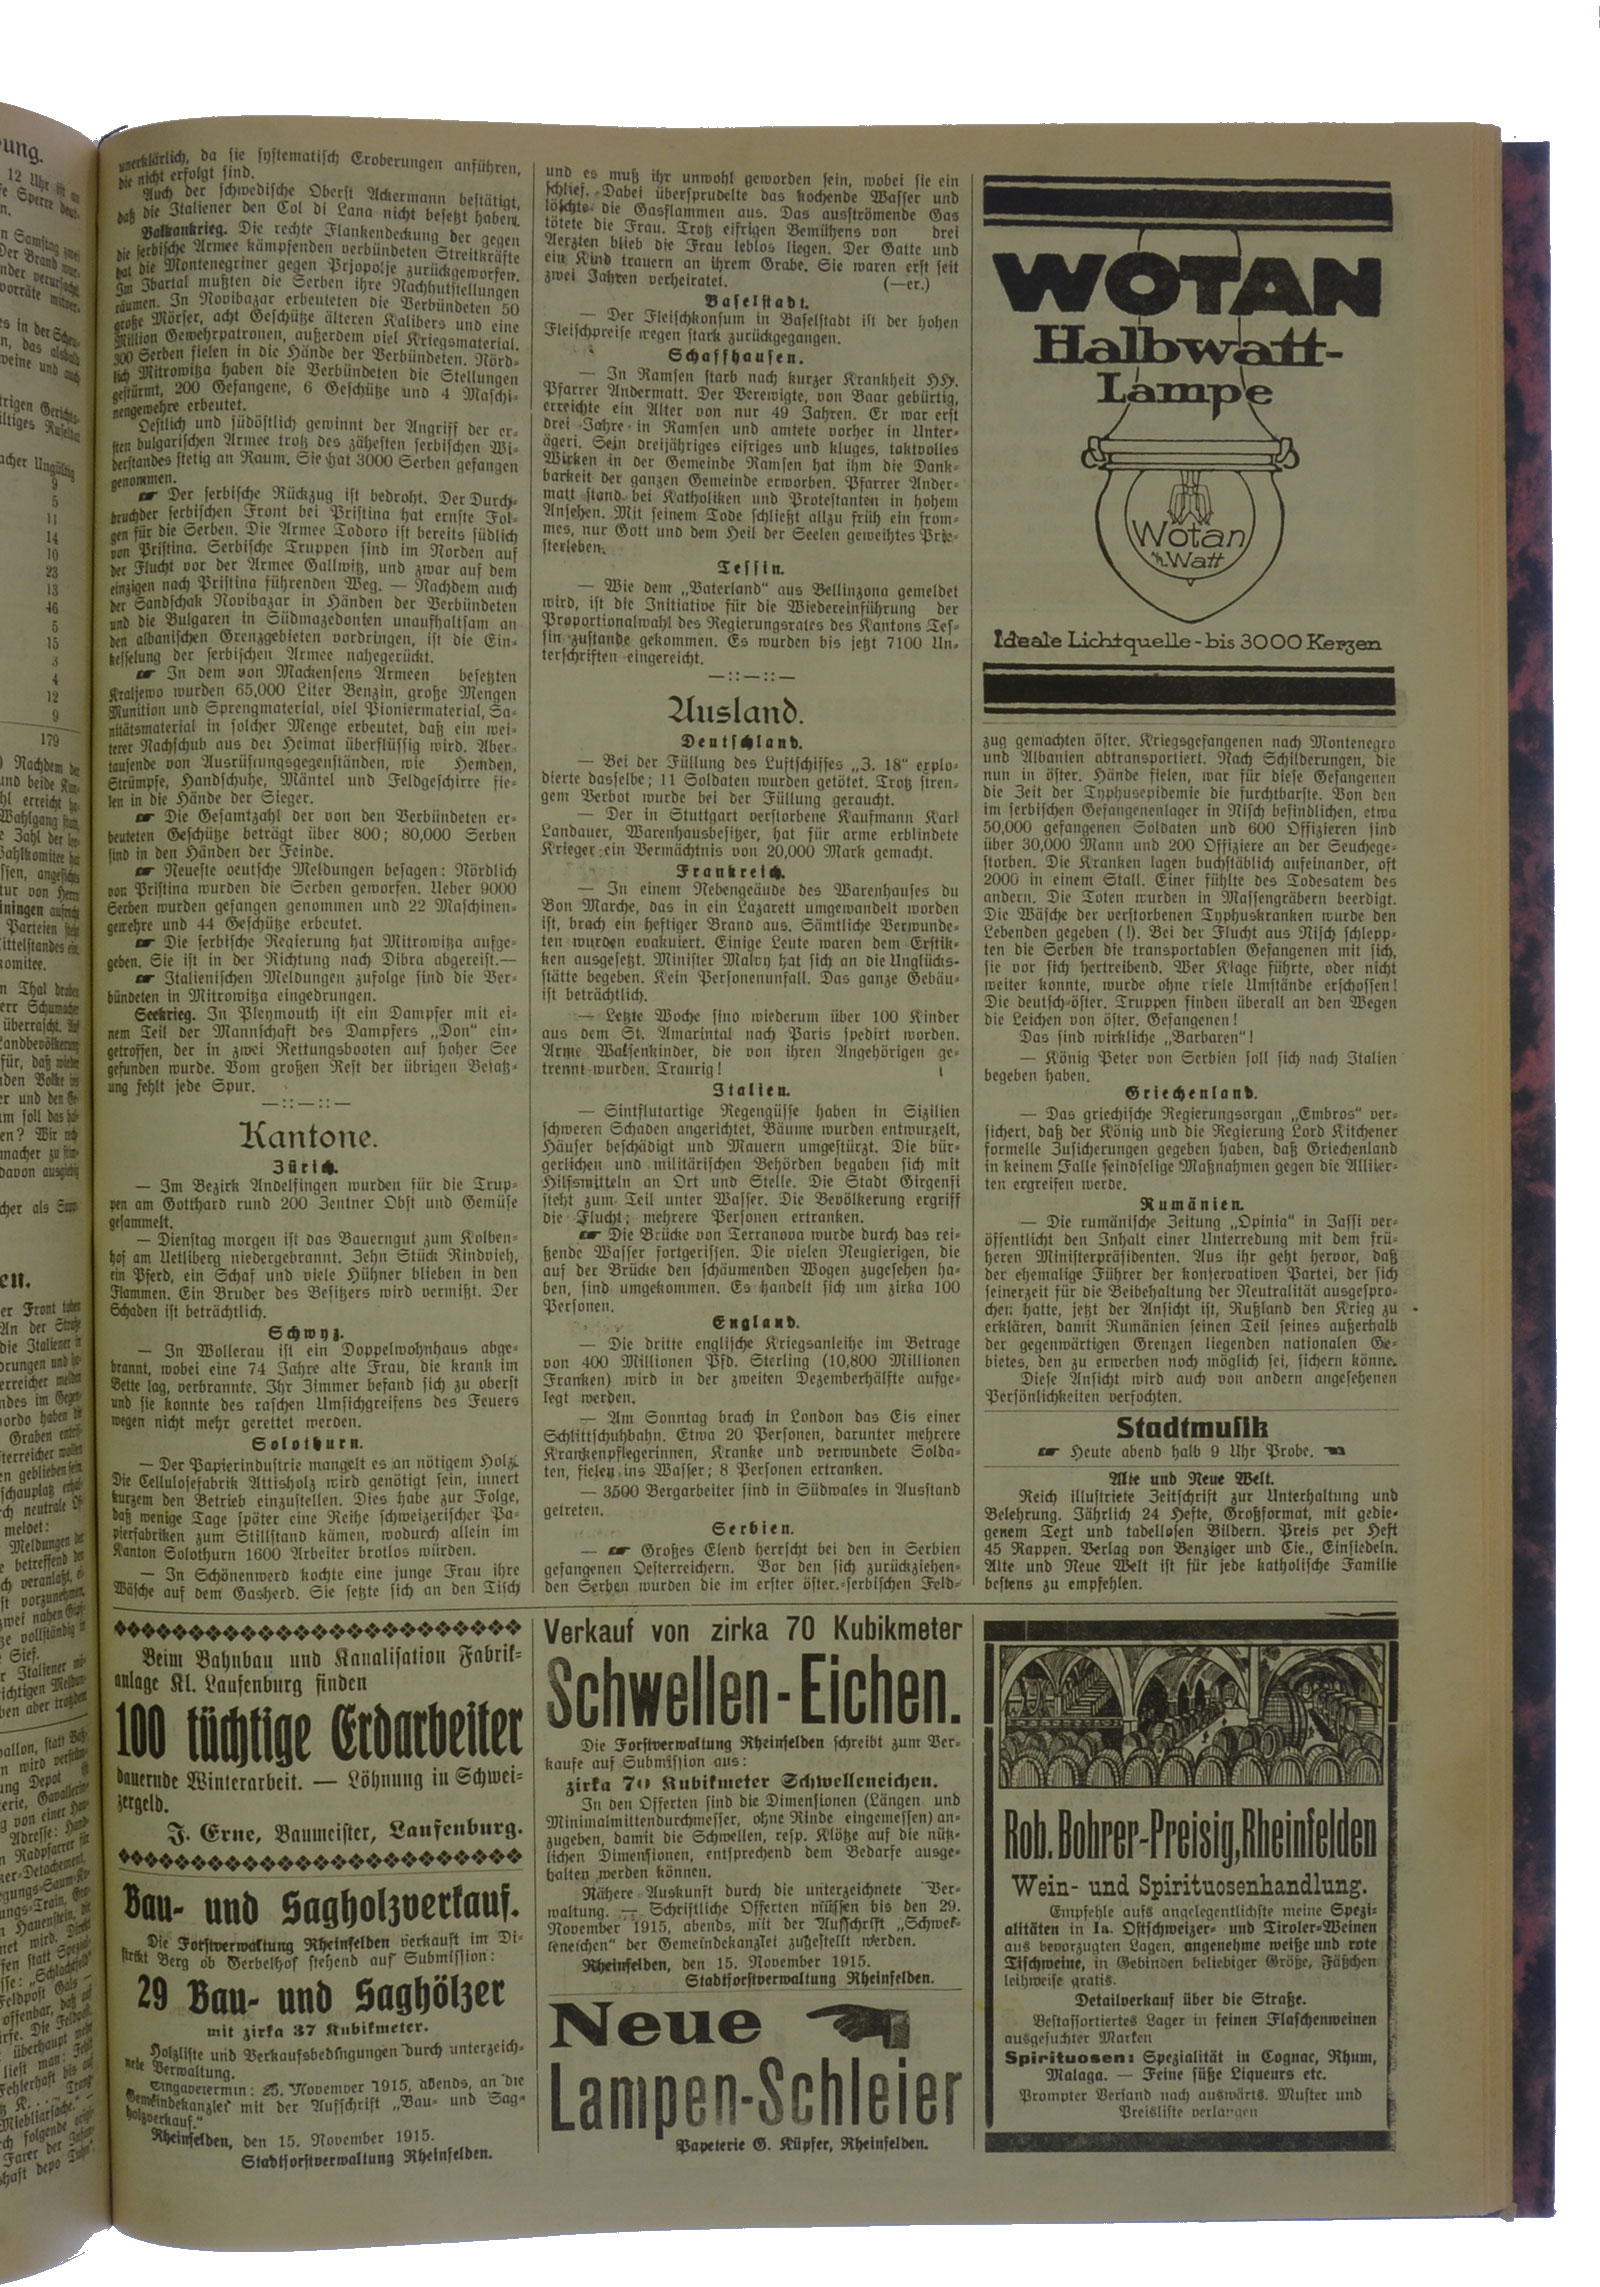 unerklärlich, da sie systematisch Eroberungen anführen,
die nicht erfolgt sind.
Auch der schwedische Oberst Ackermann bestätigt,
daß die Italiener den Col di Lana nicht besetzt haben.
Balkankrieg. Die rechte Flankendeckung der gegen
die serbische Armee kämpfenden verbündeten Streitkräfte
hat die Montenegriner gegen Prjopolje zurückgeworfen.
Im Ibartal mußten die Serben ihre Nachhutstellungen
räumen. In Novibazar erbeuteten die Verbündeten 50
große Mörser, acht Geschütze älteren Kalibers und eine
Million Gewehrpatronen, außerdem viel Kriegsmaterial.
300 Serben fielen in die Hände der Verbündeten. Nörd-
lich Mitrowitza haben die Verbündeten die Stellungen
gestürmt, 200 Gefangene, 6 Geschütze und 4 Maschi-
nengewehre erbeutet.
Oestlich und südöstlich gewinnt der Angriff der er-
sten bulgarischen Armee trotz des zähesten serbischen Wi-
derstandes stetig an Raum. Sie hat 3000 Serben gefangen
genommen.
☛ Der serbische Rückzug ist bedroht. Der Durch-
bruchder serbischen Front bei Pristina hat ernste Fol-
gen für die Serben. Die Armee Todoro ist bereits südlich
von Pristina. Serbische Truppen sind im Norden auf
der Flucht vor der Armee Gallwitz, und zwar auf dem
einzigen nach Pristina führenden Weg. — Nachdem auch
der Sandschak Novibazar in Händen der Verbündeten
und die Bulgaren in Südmazedonien unaufhaltsam an
den albanischen Grenzgebieten vordringen, ist die Ein-
kesselung der serbischen Armee nahegerückt.
☛ In dem von Mackensens Armeen besetzten
Kraljewo wurden 65,000 Liter Benzin, große Mengen
Munition und Sprengmaterial, viel Pioniermaterial, Sa-
nitätsmaterial in solcher Menge erbeutet, daß ein wei-
terer Nachschub aus der Heimat überflüssig wird. Aber-
tausende von Ausrüsungsgegenständen, wie Hemden,
Strümpfe, Handschuhe, Mäntel und Feldgeschirre fie-
len in die Hände der Sieger.
☛ Die Gesamtzahl der von den Verbündeten er-
beuteten Geschütze beträgt über 800; 80,000 Serben
sind in den Händen der Feinde.
☛ Neueste oeutsche Meldungen besagen: Nördlich
von Pristina wurden die Serben geworfen. Ueber 9000
Serben wurden gefangen genommen und 22 Maschinen-
gewehre und 44 Geschütze erbeutet.
☛ Die serbische Regierung hat Mitrowitza aufge-
geben. Sie ist in der Richtung nach Dibra abgereist.—
☛ Italienischen Meldungen zufolge sind die Ver-
bündeten in Mitrowitza eingedrungen.
Seekrieg. In Pleymouth ist ein Dampfer mit ei-
nem Teil der Mannschaft des Dampfers „Don“ ein-
getroffen, der in zwei Rettungsbooten auf hoher See
gefunden wurde. Vom großen Rest der übrigen Besatz-
ung fehlt jede Spur.
—::—::—
Kantone.
Zürich.
— Im Bezirk Andelfingen wurden für die Trup-
pen am Gotthard rund 200 Zentner Obst und Gemüse
gesammelt.
— Dienstag morgen ist das Bauerngut zum Kolben-
hof am Uetliberg niedergebrannt. Zehn Stück Rindvieh,
ein Pferd, ein Schaf und viele Hühner blieben in den
Flammen. Ein Bruder des Besitzers wird vermißt. Der
Schaden ist beträchtlich.
Schwyz.
— In Wollerau ist ein Doppelwohnhaus abge-
brannt, wobei eine 74 Jahre alte Frau, die krank im
Bette lag, verbrannte. Ihr Zimmer befand sich zu oberst
und sie konnte des raschen Umsichgreifens des Feuers
wegen nicht mehr gerettet werden.
Solothurn.
— Der Papierindustrie mangelt es an nötigem Holz.
Die Cellulosefabrik Attisholz wird genötigt sein, innert
kurzem den Betrieb einzustellen. Dies habe zur Folge,
daß wenige Tage später eine Reihe schweizerischer Pa-
pierfabriken zum Stillstand kämen, wodurch allein im
Kanton Solothurn 1600 Arbeiter brotlos würden.
— In Schönenwerd kochte eine junge Frau ihre
Wäsche auf dem Gasherd. Sie setzte sich an den Tisch
und es muß ihr unwohl geworden sein, wobei sie ein
schlief. Dabei übersprudelte das kochende Wasser und
löschte die Gasflammen aus. Das ausströmende Gas
tötete die Frau. Trotz eifrigen Bemühens von drei
Aerzten blieb die Frau leblos liegen. Der Gatte und
ein Kind trauern an ihrem Grabe. Sie waren erst seit
zwei Jahren verheiratet. (—er.)
Baselstadt.
— Der Fleischkonsum in Baselstadt ist der hohen
Fleischpreise wegen stark zurückgegangen.
Schaffhausen.
— In Ramsen starb nach kurzer Krankheit HH.
Pfarrer Andermatt. Der Verewigte, von Baar gebürtig,
erreichte ein Alter von nur 49 Jahren. Er war erst
drei Jahre in Ramsen und amtete vorher in Unter-
ägeri. Sein dreijähriges eifriges und kluges, taktvolles
Wirken in der Gemeinde Ramsen hat ihm die Dank-
barkeit der ganzen Gemeinde erworben. Pfarrer Ander-
matt stand bei Katholiken und Protestanten in hohem
Ansehen. Mit seinem Tode schließt allzu früh ein from-
mes, nur Gott und dem Heil der Seelen geweihtes Prie-
sterleben.
Tessin.
— Wie dem „Vaterland“ aus Bellinzona gemeldet
wird, ist die Initiative für die Wiedereinführung der
Proportionalwahl des Regierungsrates des Kantons Tes-
sin zustande gekommen. Es wurden bis jetzt 7100 Un-
terschriften eingereicht.
—::—::—
Ausland.
Deutschland.
— Bei der Füllung des Luftschiffes „Z. 18“ explo-
dierte dasselbe; 11 Soldaten wurden getötet. Trotz stren-
gem Verbot wurde bei der Füllung geraucht.
— Der in Stuttgart verstorbene Kaufmann Karl
Landauer, Warenhausbesitzer, hat für arme erblindete
Krieger ein Vermächtnis von 20,000 Mark gemacht.
Frankreich.
— In einem Nebengeäude des Warenhauses du
Bon Marche, das in ein Lazarett umgewandelt worden
ist, brach ein heftiger Brand aus. Sämtliche Verwunde-
ten wurden evakuiert. Einige Leute waren dem Erstik-
ken ausgesetzt. Minister Malvy hat sich an die Unglücks-
stätte begeben. Kein Personenunfall. Das ganze Gebäu-
ist beträchtlich.
— Letzte Woche sino wiederum über 100 Kinder
aus dem St. Amarintal nach Paris spediert worden.
Arme Waisenkinder, die von ihren Angehörigen ge-
trennt wurden. Traurig!
Italien.
— Sintflutartige Regengüsse haben in Sizilien
schweren Schaden angerichtet, Bäume wurden entwurzelt,
Häuser beschädigt und Mauern umgestürzt. Die bür-
gerlichen und militärischen Behörden begaben sich mit
Hilfsmitteln an Ort und Stelle. Die Stadt Girgensi
steht zum Teil unter Wasser. Die Bevölkerung ergriff
die Flucht; mehrere Personen ertranken.
☛ Die Brücke von Terranova wurde durch das rei-
ßende Wasser fortgerissen. Die vielen Neugierigen, die
auf der Brücke den schäumenden Wogen zugesehen ha-
ben, sind umgekommen. Es handelt sich um zirka 100
Personen.
England.
— Die dritte englische Kriegsanleihe im Betrage
von 400 Millionen Pfd. Sterling (10,800 Millionen
Franken) wird in der zweiten Dezemberhälfte aufge-
legt werden.
— Am Sonntag brach in London das Eis einer
Schlittschuhbahn. Etwa 20 Personen, darunter mehrere
Krankenpflegerinnen, Kranke und verwundete Solda-
ten, fielen ins Wasser; 8 Personen ertranken.
— 3500 Bergarbeiter sind in Südwales in Ausstand
getreten.
Serbien.
— ☛ Großes Elend herrscht bei den in Serbien
gefangenen Oesterreichern. Vor den sich zurückziehen-
den Serben wurden die im erster öster.-serbischen Feld-
WOTAN
Halbwatt-
Lampe
Wotan
½ Watt
Ideale Lichtquelle - bis 3000 Kerzen
zug gemachten öster. Kriegsgefangenen nach Montenegro
und Albanien abtransportiert. Nach Schilderungen, die
nun in öster. Hände fielen, war für diese Gefangenen
die Zeit der Typhusepidemie die furchtbarste. Von den
im serbischen Gefangenenlager in Nisch befindlichen, etwa
50,000 gefangenen Soldaten und 600 Offizieren sind
über 30,000 Mann und 200 Offiziere an der Seuchege-
storben. Die Kranken lagen buchstäblich aufeinander, oft
2000 in einem Stall. Einer fühlte des Todesatem des
andern. Die Toten wurden in Massengräbern beerdigt.
Die Wäsche der verstorbenen Typhuskranken wurde den
Lebenden gegeben (!). Bei der Flucht aus Nisch schlepp-
ten die Serben die transportablen Gefangenen mit sich,
sie vor sich hertreibend. Wer Klage führte, oder nicht
weiter konnte, wurde ohne viele Umstände erschossen!
Die deutsch-öster. Truppen finden überall an den Wegen
die Leichen von öster. Gefangenen!
Das sind wirkliche „Barbaren“!
— König Peter von Serbien soll sich nach Italien
begeben haben.
Griechenland.
— Das griechische Regierungsorgan „Embros“ ver-
sichert, daß der König und die Regierung Lord Kitchener
formelle Zusicherungen gegeben haben, daß Griechenland
in keinem Falle feindselige Maßnahmen gegen die Alliier-
ten ergreifen werde.
Rumänien.
— Die rumänische Zeitung „Opinia“ in Jassi ver-
öffentlicht den Inhalt einer Unterredung mit dem frü-
heren Ministerpräsidenten. Aus ihr geht hervor, daß
der ehemalige Führer der konservativen Partei, der sich
seinerzeit für die Beibehaltung der Neutralität ausgespro-
chen hatte, jetzt der Ansicht ist, Rußland den Krieg zu
erklären, damit Rumänien seinen Teil seines außerhalb
der gegenwärtigen Grenzen liegenden nationalen Ge-
bietes, den zu erwerben noch möglich sei, sichern könne.
Diese Ansicht wird auch von andern angesehenen
Persönlichkeiten verfochten.
Stadtmusik
☛ Heute abend halb 9 Uhr Probe. ☚
Alte und Neue Welt.
Reich illustriete Zeitschrift zur Unterhaltung und
Belehrung. Jährlich 24 Hefte, Großformat, mit gedie-
genem Text und tadellosen Bildern. Preis per Heft
45 Rappen. Verlag von Benziger und Cie., Einsiedeln.
Alte und Neue Welt ist für jede katholische Familie
bestens zu empfehlen.
Beim Bahnbau und Kanalisation Fabrik-
anlage Kl. Laufenburg finden
100 tüchtige Erdarbeiter
dauernde Winterarbeit. — Löhnung in Schwei-
zergeld.
J. Erne, Baumeister, Laufenburg.
Bau- und Sagholzverkauf.
Die Forstverwaltung Rheinfelden verkauft im Di-
strikt Berg ob Gerbelhof stehend auf Submission:
29 Bau- und Saghölzer
mit zirka 37 Kubikmeter.
Holzliste und Verkaufsbedingungen durch unterzeich-
nete Verwaltung.
Eingabetermin: 25. November 1915, abends, an die
Gemeindekanzlei mit der Aufschrift „Bau- und Sag-
holzverkauf.“
Rheinfelden, den 15. November 1915.
Stadtforstverwaltung Rheinfelden.
Verkauf von zirka 70 Kubikmeter
Schwellen-Eichen.
Die Forstverwaltung Rheinfelden schreibt zum Ver-
kaufe auf Submission aus:
zirka 70 Kubikmeter Schwelleneichen.
In den Offerten sind die Dimensionen (Längen und
Minimalmittendurchmesser, ohne Rinde eingemessen) an-
zugeben, damit die Schwellen, resp. Klötze auf die nütz-
lichen Dimensionen, entsprechend dem Bedarfe ausge-
halten werden können.
Nähere Auskunft durch die unterzeichnete Ver-
waltung. — Schriftliche Offerten müssen bis den 29.
November 1915, abends, mit der Aufschrift „Schwel-
leneichen“ der Gemeindekanzlei zugestellt werden.
Rheinfelden, den 15. November 1915.
Stadtforstverwaltung Rheinfelden.
Neue
Lampen-Schleier
Papeterie G. Küpfer, Rheinfelden.
Rob. Bohrer-Preisig, Rheinfelden
Wein- und Spirituosenhandlung.
Empfehle aufs angelegentlichste meine Spezi-
alitäten in Ia. Ostschweizer- und Tiroler-Weinen
aus bevorzugten Lagen, angenehme weiße und rote
Tischweine, in Gebinden beliebiger Größe, Fäßchen
leihweise gratis.
Detailverkauf über die Straße.
Bestassortiertes Lager in feinen Flaschenweinen
ausgesuchter Marken
Spirituosen: Spezialität in Cognac, Rhum,
Malaga. — Feine süße Liqueurs etc.
Prompter Versand nach auswärts. Muster und
Preisliste verlangen